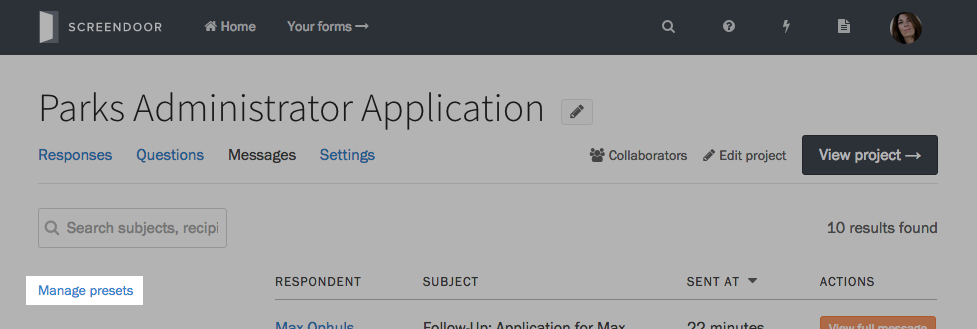 SCREENDOOR Home Your forms →
Parks Administrator Application
Responses Questions Messages Settings Collaborators Edit project View project →
Search subjects, recipi 10 results found
RESPONDENT SUBJECT SENT AT ACTIONS
Manage presets
Max Ophuls Follow-Up: Application for Max 22 minutes View full message